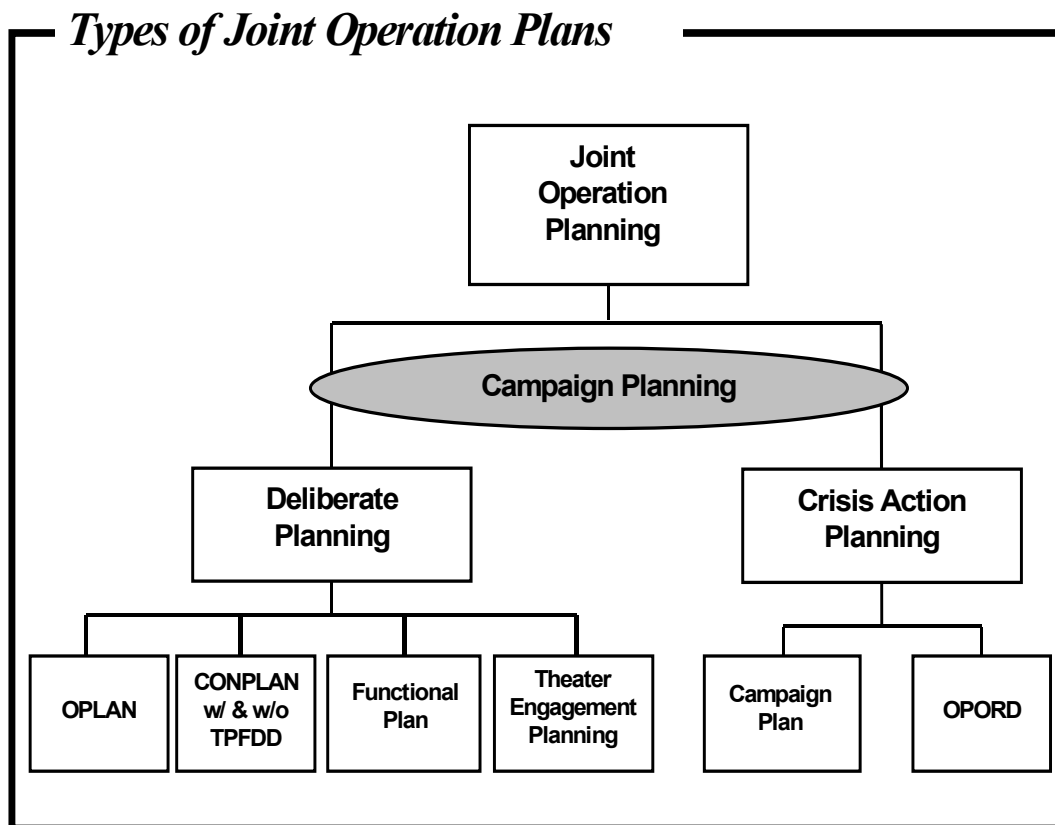 Types of Joint Operation Plans
Joint
Operation
Planning
Campaign Planning
Deliberate
Planning
Crisis Action
Planning
OPLAN
CONPLAN
w/ & w/o
TPFDD
Functional
Plan
Theater
Engagement
Planning
Campaign
Plan
OPORD